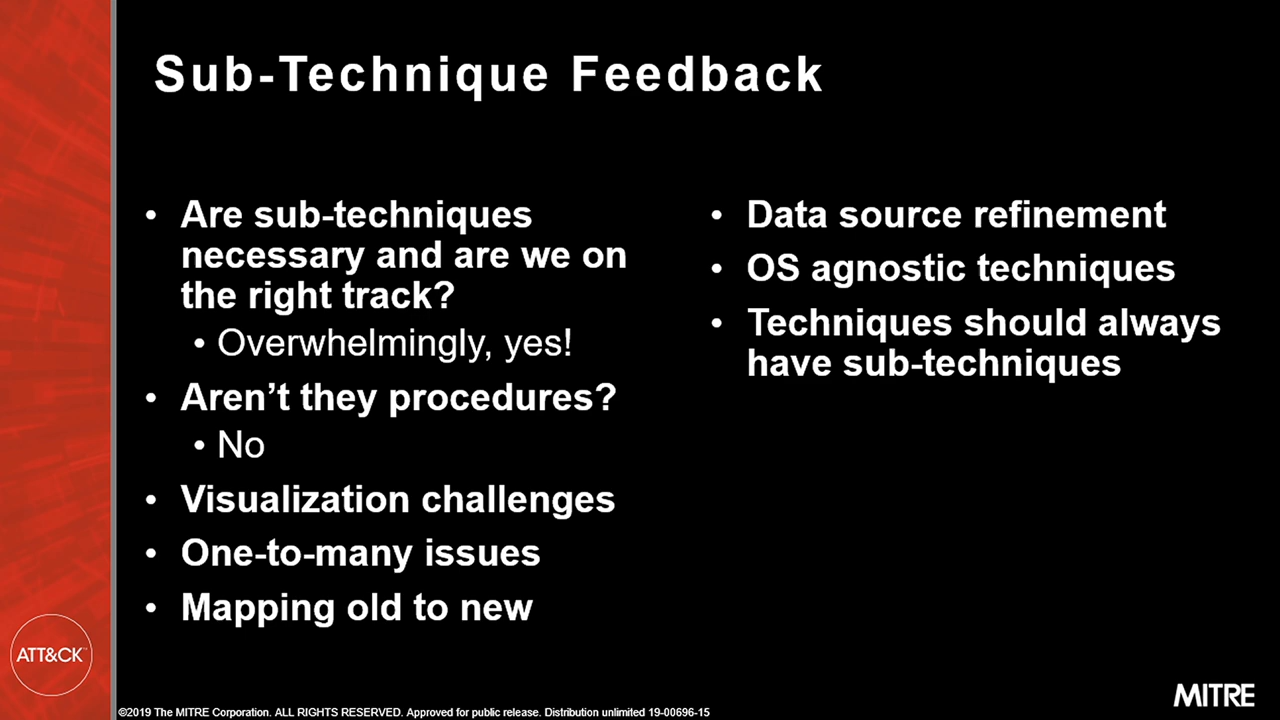 Sub-Technique Feedback
• Are sub-techniques
necessary and are we on
the right track?
• Overwhelmingly, yes!
• Aren’t they procedures?
• No
• Visualization challenges
• One-to-many issues
• Mapping old to new
• Data source refinement
• OS agnostic techniques
• Techniques should always
have sub-techniques
ATT&CK™
MITRE
©2019 The MITRE Corporation. ALL RIGHTS RESERVED. Approved for public release. Distribution unlimited 19-00696-15